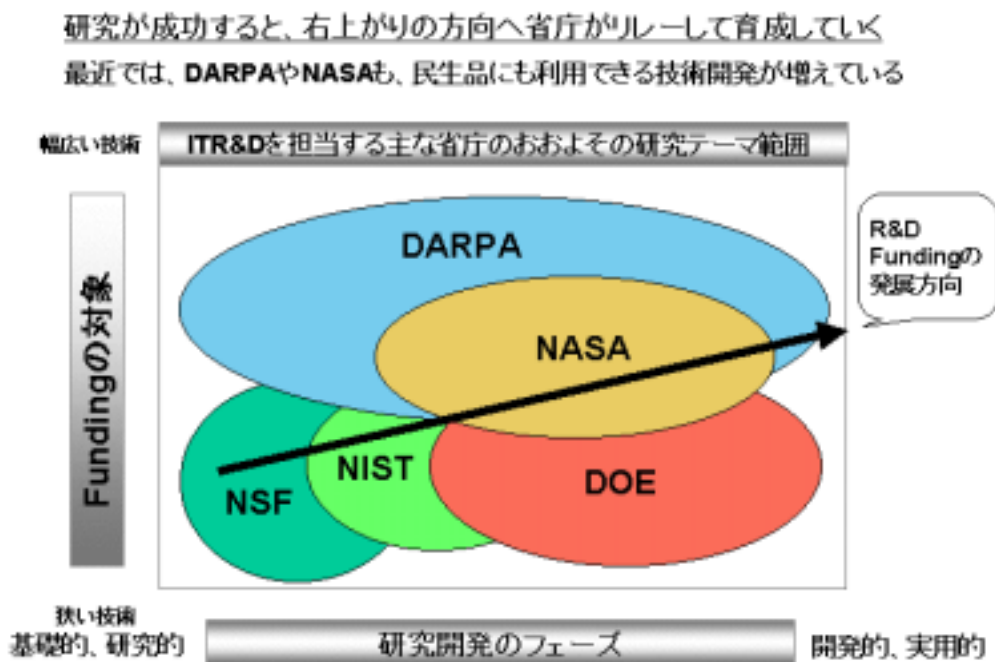 研究が成功すると、右上がりの方向へ省庁がリレーして育成していく
最近では、DARPAやNASAも、民生品にも利用できる技術開発が増えている
幅広い技術
ITR&Dを担当する主な省庁のおおよその研究テーマ範囲
Fundingの対象
DARPA
NASA
NIST
NSF
DOE
R&D
Fundingの
発展方向
狭い技術
基礎的、研究的
研究開発のフェーズ
開発的、実用的